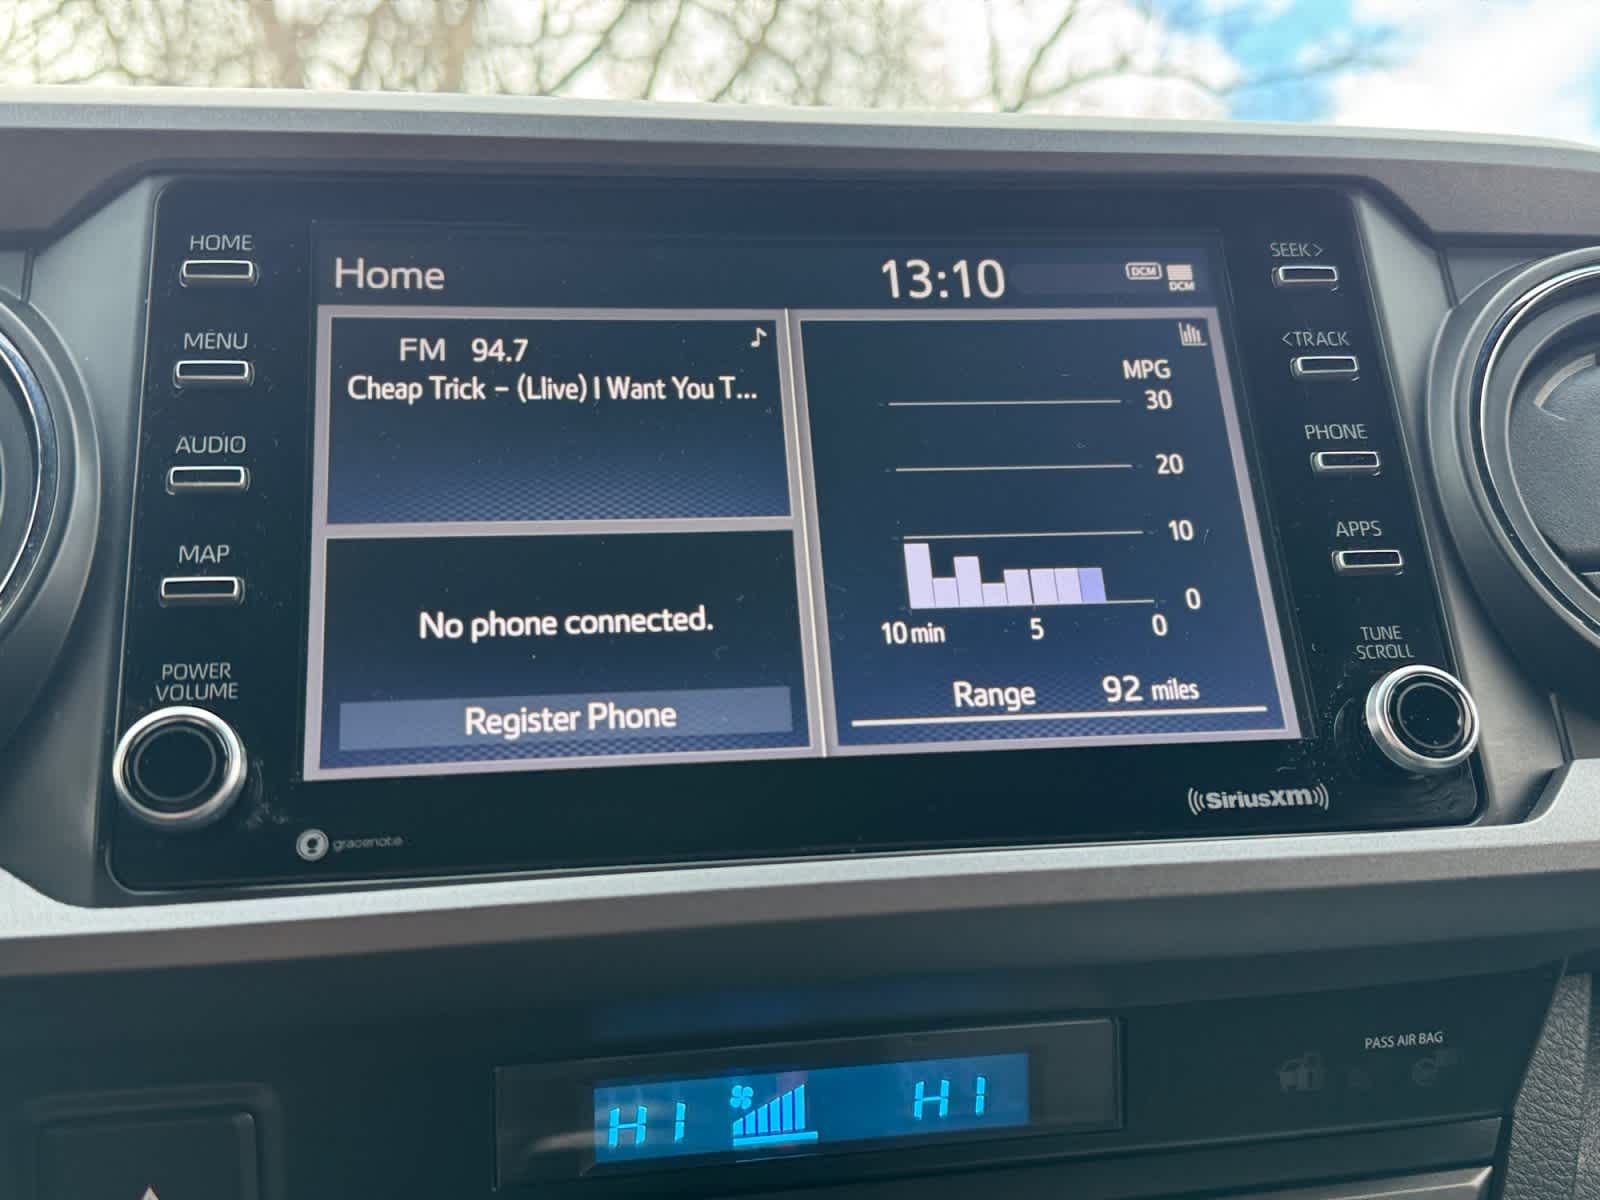 HOME
MENU
AUDIO
MAP
POWER
VOLUME
Home
13:10
DCM
DCM
FM 94.7
Cheap Trick – (Llive) I Want You T...
No phone connected.
Register Phone
MPG
30
20
10
0
10 min 5 0
Range 92 miles
SEEK>
<TRACK
PHONE
APPS
TUNE
SCROLL
gracenote
((SiriusXM))
PASS AIR BAG
HI HI